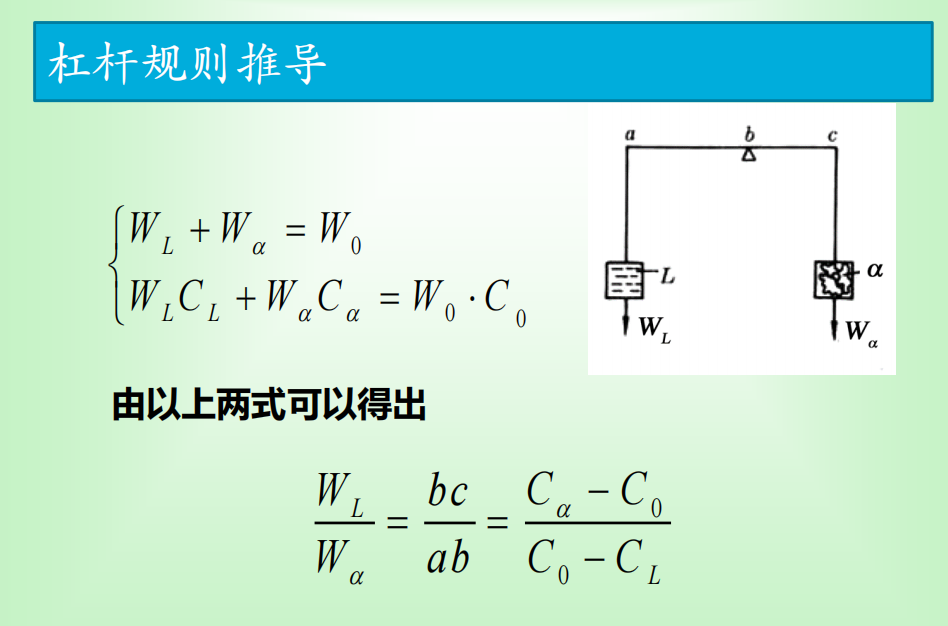 杠杆规则推导
a b c
W_L + W_α = W_0
W_L C_L + W_α C_α = W_0 · C_0
L α
W_L W_α
由以上两式可以得出
W_L / W_α = bc / ab = (C_α − C_0) / (C_0 − C_L)